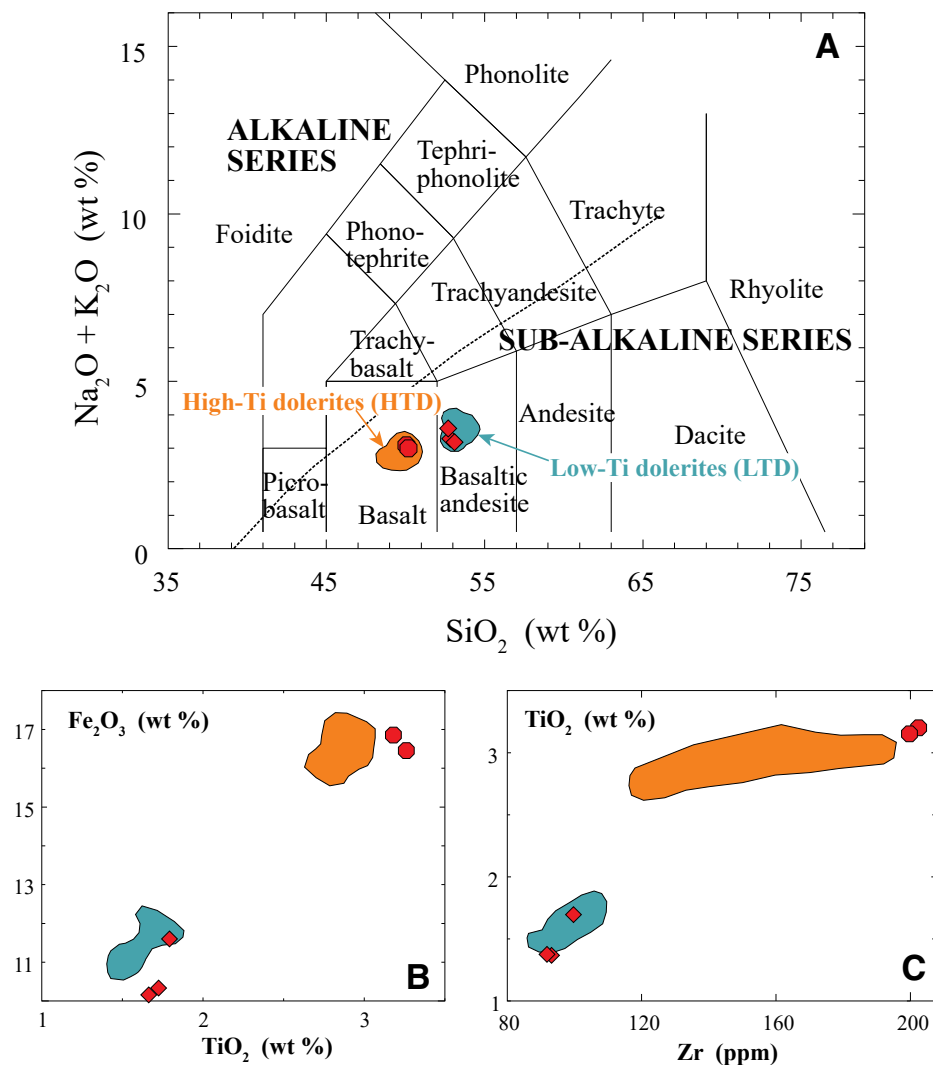 A
15
10
5
0
Na₂O + K₂O (wt %)
Phonolite
ALKALINE
SERIES
Tephri-
phonolite
Foidite
Phono-
tephrite
Trachyte
Trachyandesite
Rhyolite
Trachy-
basalt
SUB-ALKALINE SERIES
High-Ti dolerites (HTD)
Andesite
Dacite
Low-Ti dolerites (LTD)
Picro-
basalt
Basalt
Basaltic
andesite
35 45 55 65 75
SiO₂ (wt %)
Fe₂O₃ (wt %)
17
15
13
11
B
1 2 3
TiO₂ (wt %)
TiO₂ (wt %)
3
2
1
C
80 120 160 200
Zr (ppm)